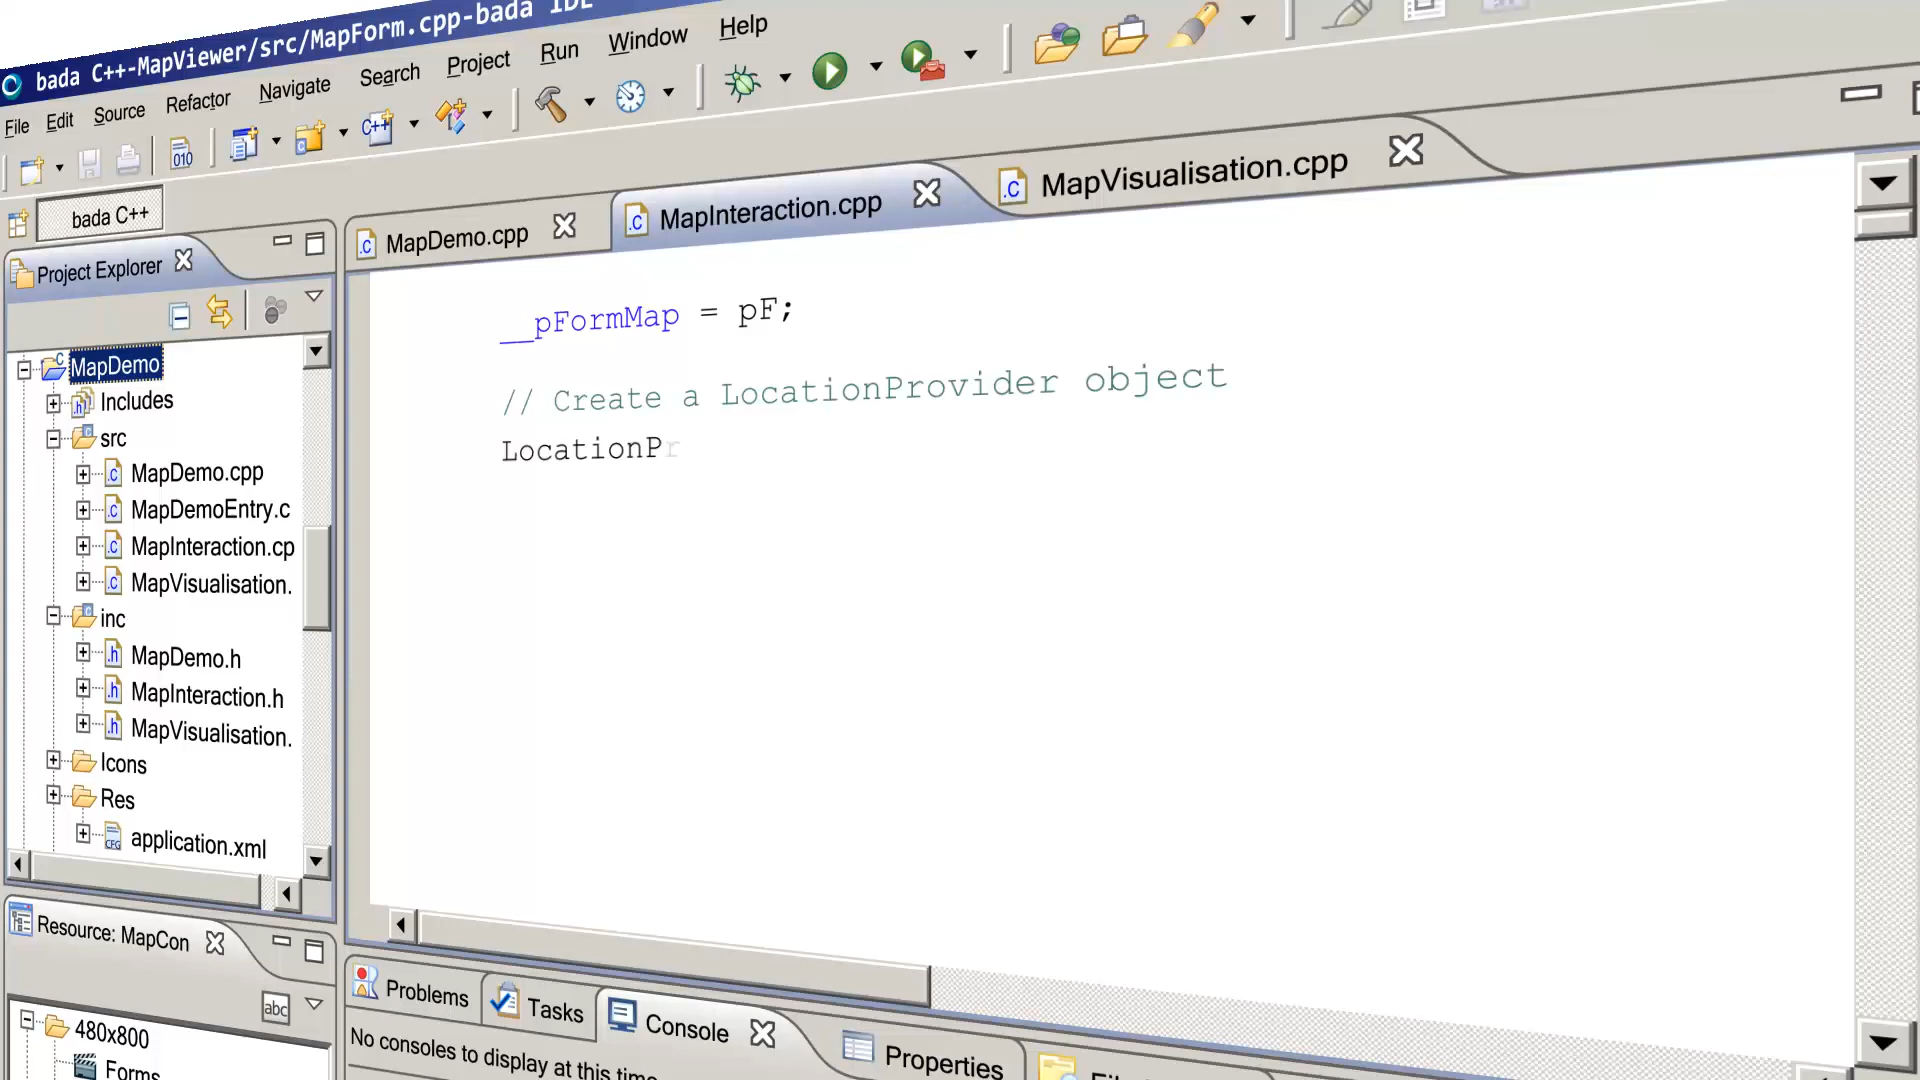 bada C++-MapViewer/src/MapForm.cpp-bada IDE
File Edit Source Refactor Navigate Search Project Run Window Help
010
C++
bada C++
Project Explorer
MapDemo.cpp
MapInteraction.cpp
MapVisualisation.cpp
MapDemo
Includes
src
MapDemo.cpp
MapDemoEntry.c
MapInteraction.cp
MapVisualisation.
inc
MapDemo.h
MapInteraction.h
MapVisualisation.
Icons
Res
application.xml
__pFormMap = pF;
// Create a LocationProvider object
LocationPr
Resource: MapCon
abc
480x800
Forms
Problems
Tasks
Console
Properties
No consoles to display at this time